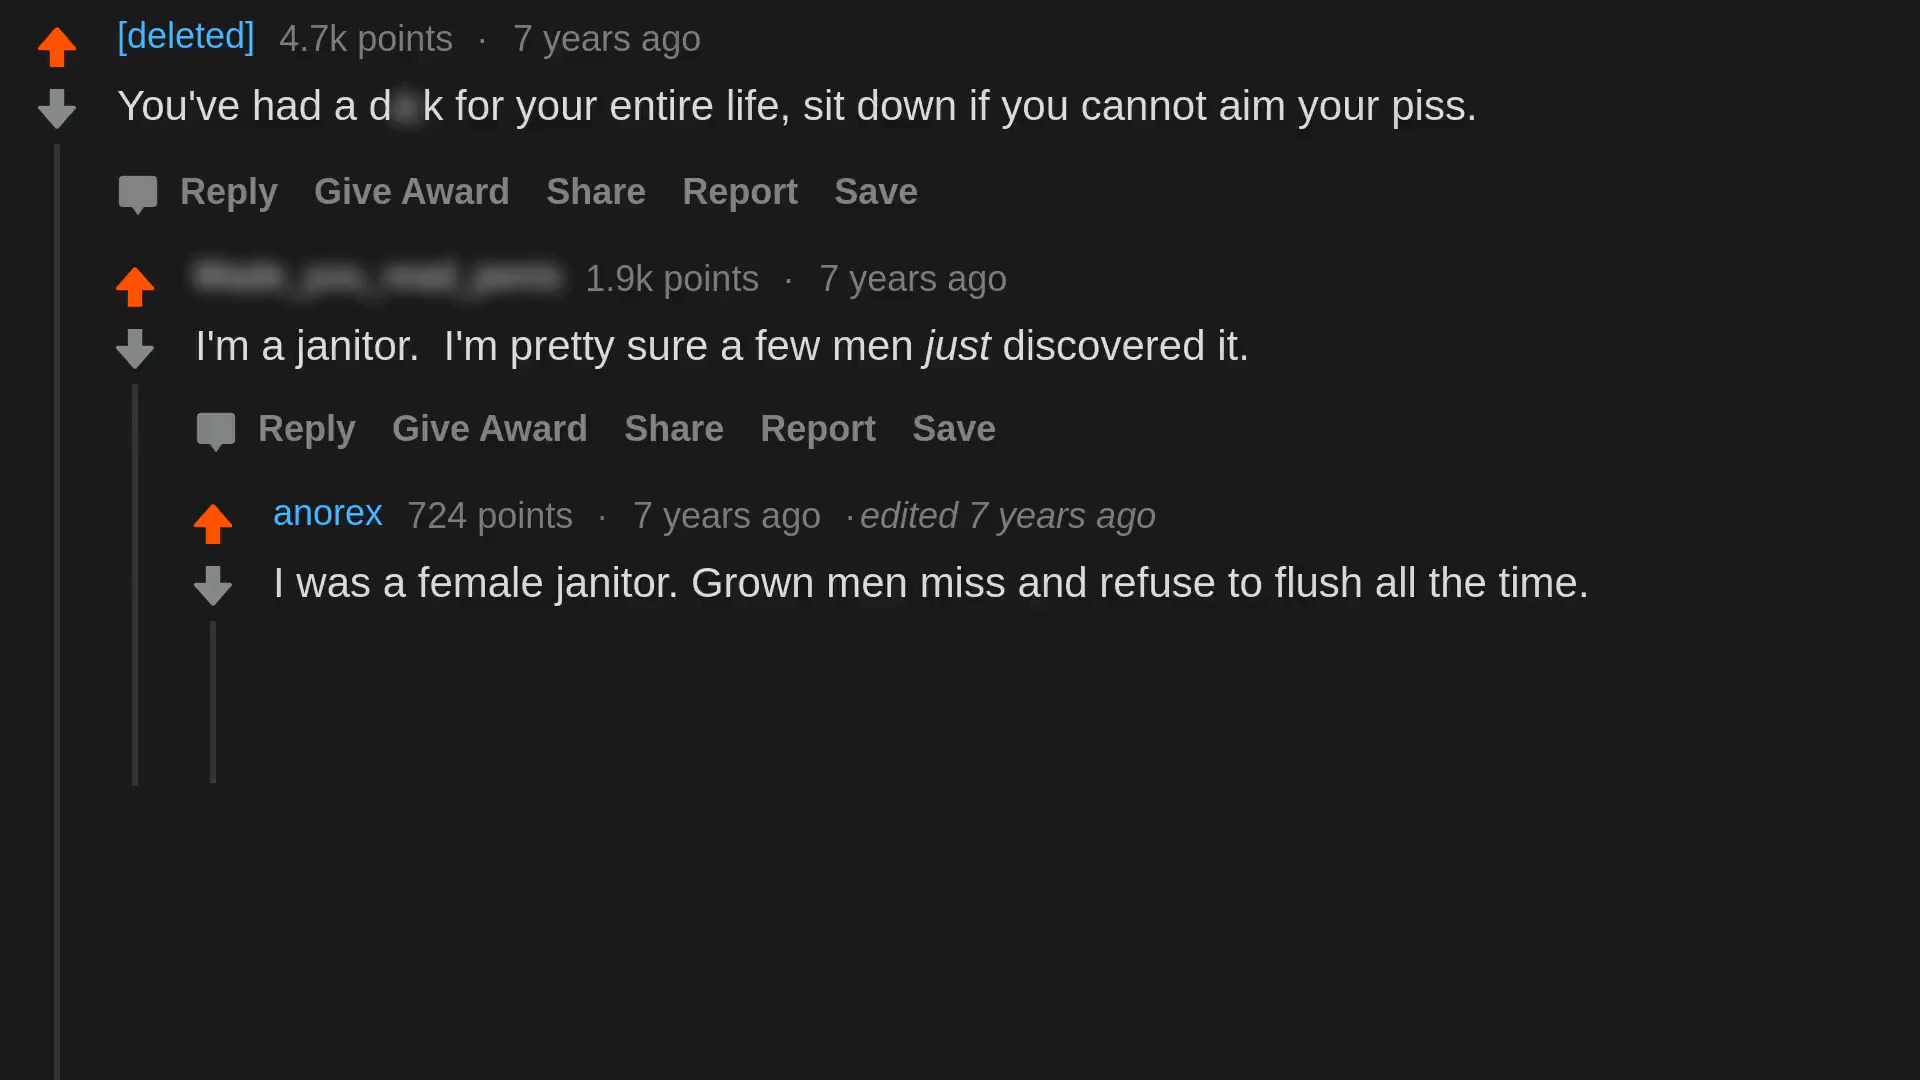 [deleted] 4.7k points · 7 years ago
You've had a d k for your entire life, sit down if you cannot aim your piss.
Reply Give Award Share Report Save
1.9k points · 7 years ago
I'm a janitor. I'm pretty sure a few men just discovered it.
Reply Give Award Share Report Save
anorex 724 points · 7 years ago · edited 7 years ago
I was a female janitor. Grown men miss and refuse to flush all the time.